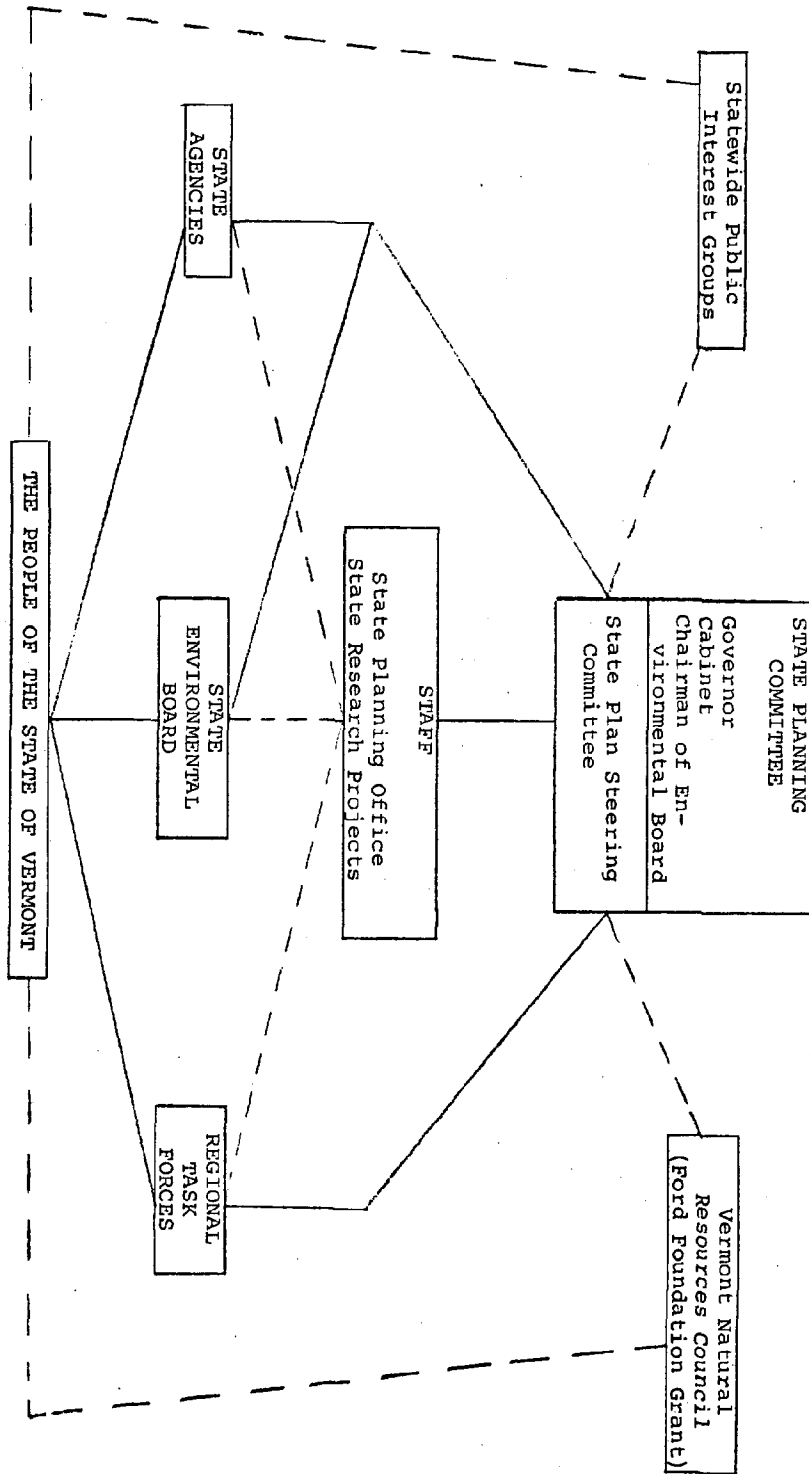 STATE PLANNING
COMMITTEE
Governor
Cabinet
Chairman of En-
vironmental Board
State Plan Steering
Committee
Statewide Public
Interest Groups
Vermont Natural
Resources Council
(Ford Foundation Grant)
STAFF
State Planning Office
State Research Projects
STATE
AGENCIES
STATE
ENVIRONMENTAL
BOARD
REGIONAL
TASK
FORCES
THE PEOPLE OF THE STATE OF VERMONT